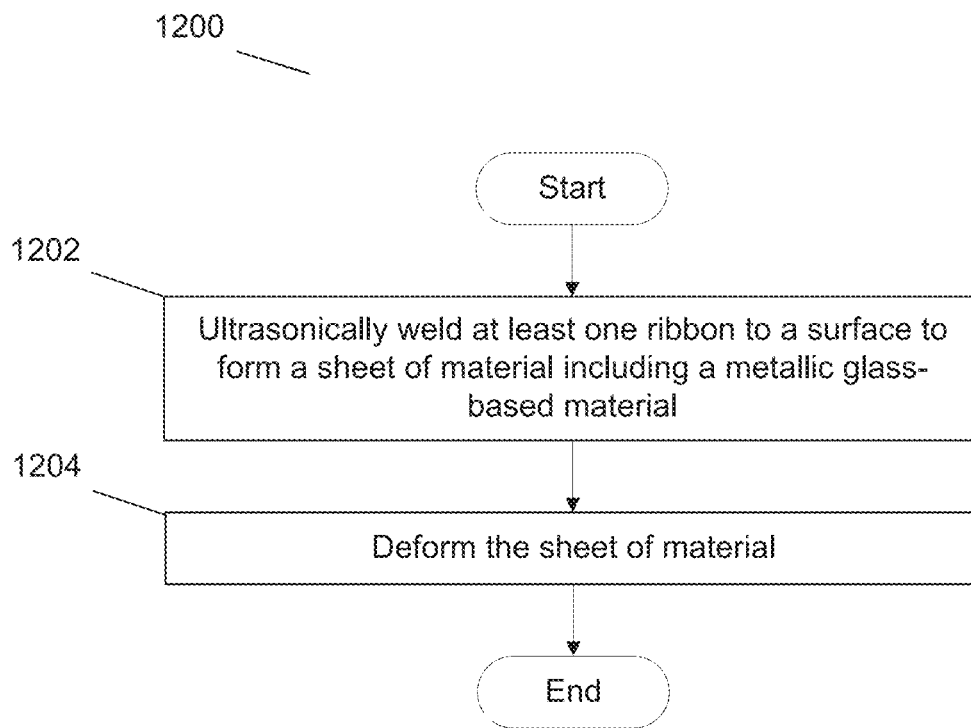 1200
Start
1202
Ultrasonically weld at least one ribbon to a surface to
form a sheet of material including a metallic glass-
based material
1204
Deform the sheet of material
End